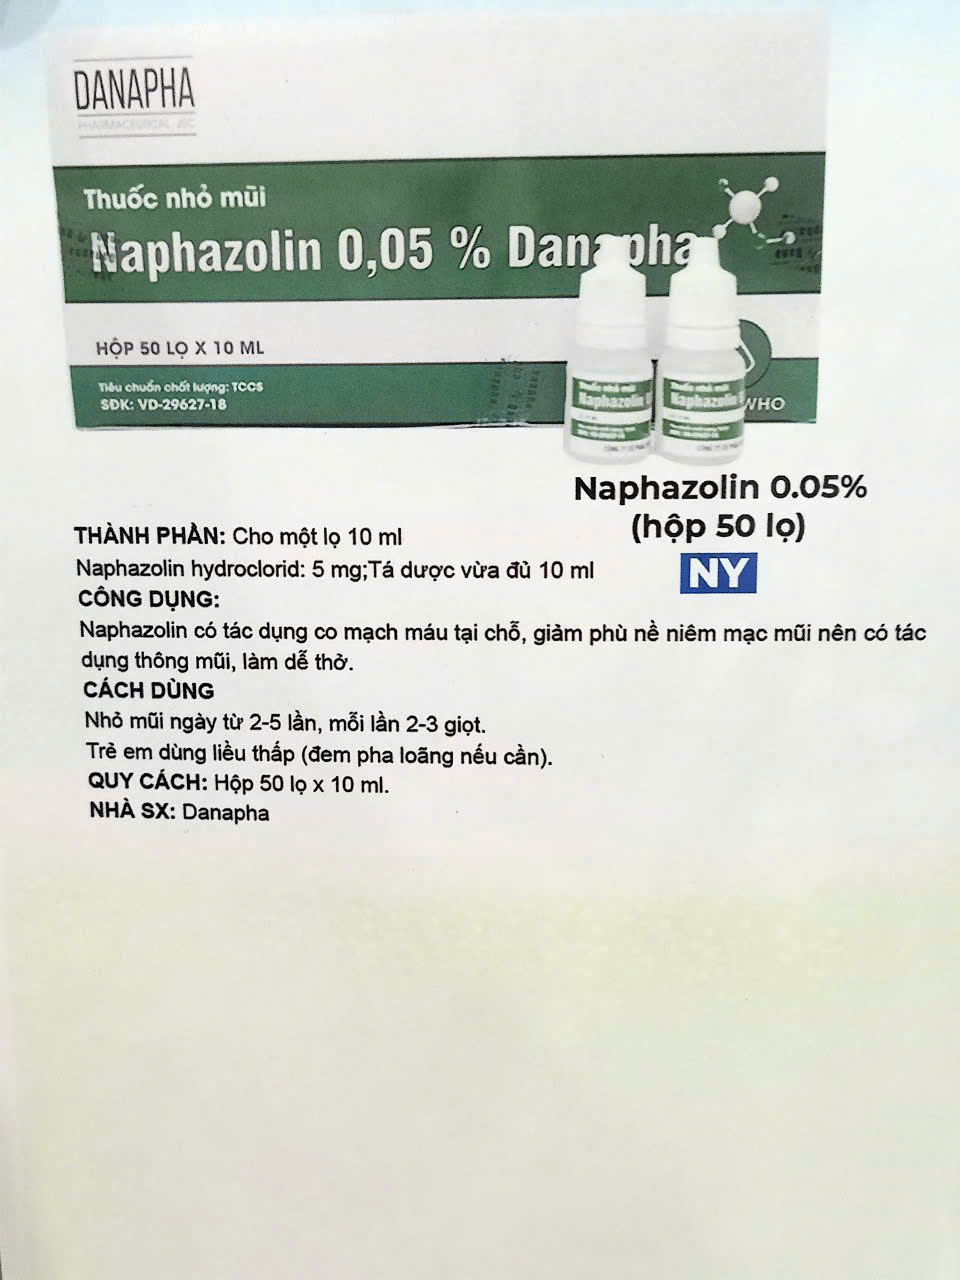 DANAPHA
PHARMACEUTICAL JSC
Thuốc nhỏ mũi
Naphazolin 0,05 % Danapha
HỘP 50 LỌ X 10 ML
Tiêu chuẩn chất lượng: TCCS
SĐK: VD-29627-18
WHO
Thuốc nhỏ mũi
Naphazolin
Thuốc nhỏ mũi
Naphazolin
Naphazolin 0.05%
(hộp 50 lọ)
NY
THÀNH PHẦN: Cho một lọ 10 ml
Naphazolin hydroclorid: 5 mg;Tá dược vừa đủ 10 ml
CÔNG DỤNG:
Naphazolin có tác dụng co mạch máu tại chỗ, giảm phù nề niêm mạc mũi nên có tác
dụng thông mũi, làm dễ thở.
CÁCH DÙNG
Nhỏ mũi ngày từ 2-5 lần, mỗi lần 2-3 giọt.
Trẻ em dùng liều thấp (đem pha loãng nếu cần).
QUY CÁCH: Hộp 50 lọ x 10 ml.
NHÀ SX: Danapha